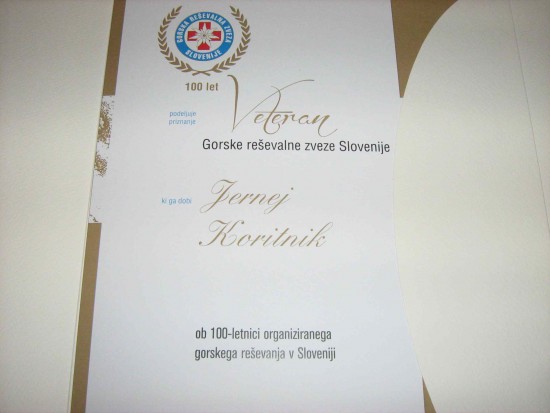 GORSKA REŠEVALNA ZVEZA
SLOVENIJE
100 let
podeljuje
priznanje
Veteran
Gorske reševalne zveze Slovenije
ki ga dobi
Jernej
Koritnik
ob 100-letnici organiziranega
gorskega reševanja v Sloveniji